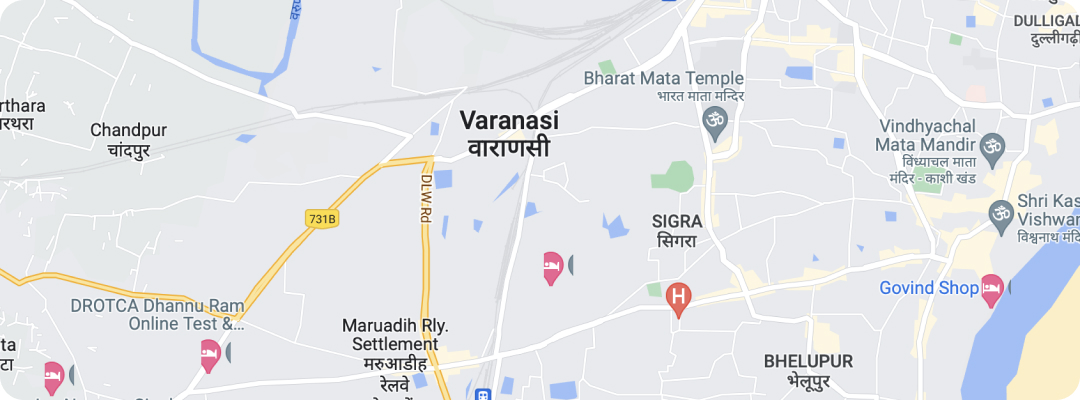 वरु
DULLIGA
दुल्लीगढ़ी
Bharat Mata Temple
भारत माता मन्दिर
rthara
रथरा
Chandpur
चांदपुर
Varanasi
वाराणसी
Vindhyachal
Mata Mandir
विंध्याचल माता
मंदिर - काशी खंड
DLW Rd
731B
SIGRA
सिगरा
Shri Kas
Vishwa
विश्वनाथ मंदि
H
Govind Shop
DROTCA Dhannu Ram
Online Test &...
Maruadih Rly.
Settlement
मरुआडीह
रेलवे
ta
टा
BHELUPUR
भेलूपुर